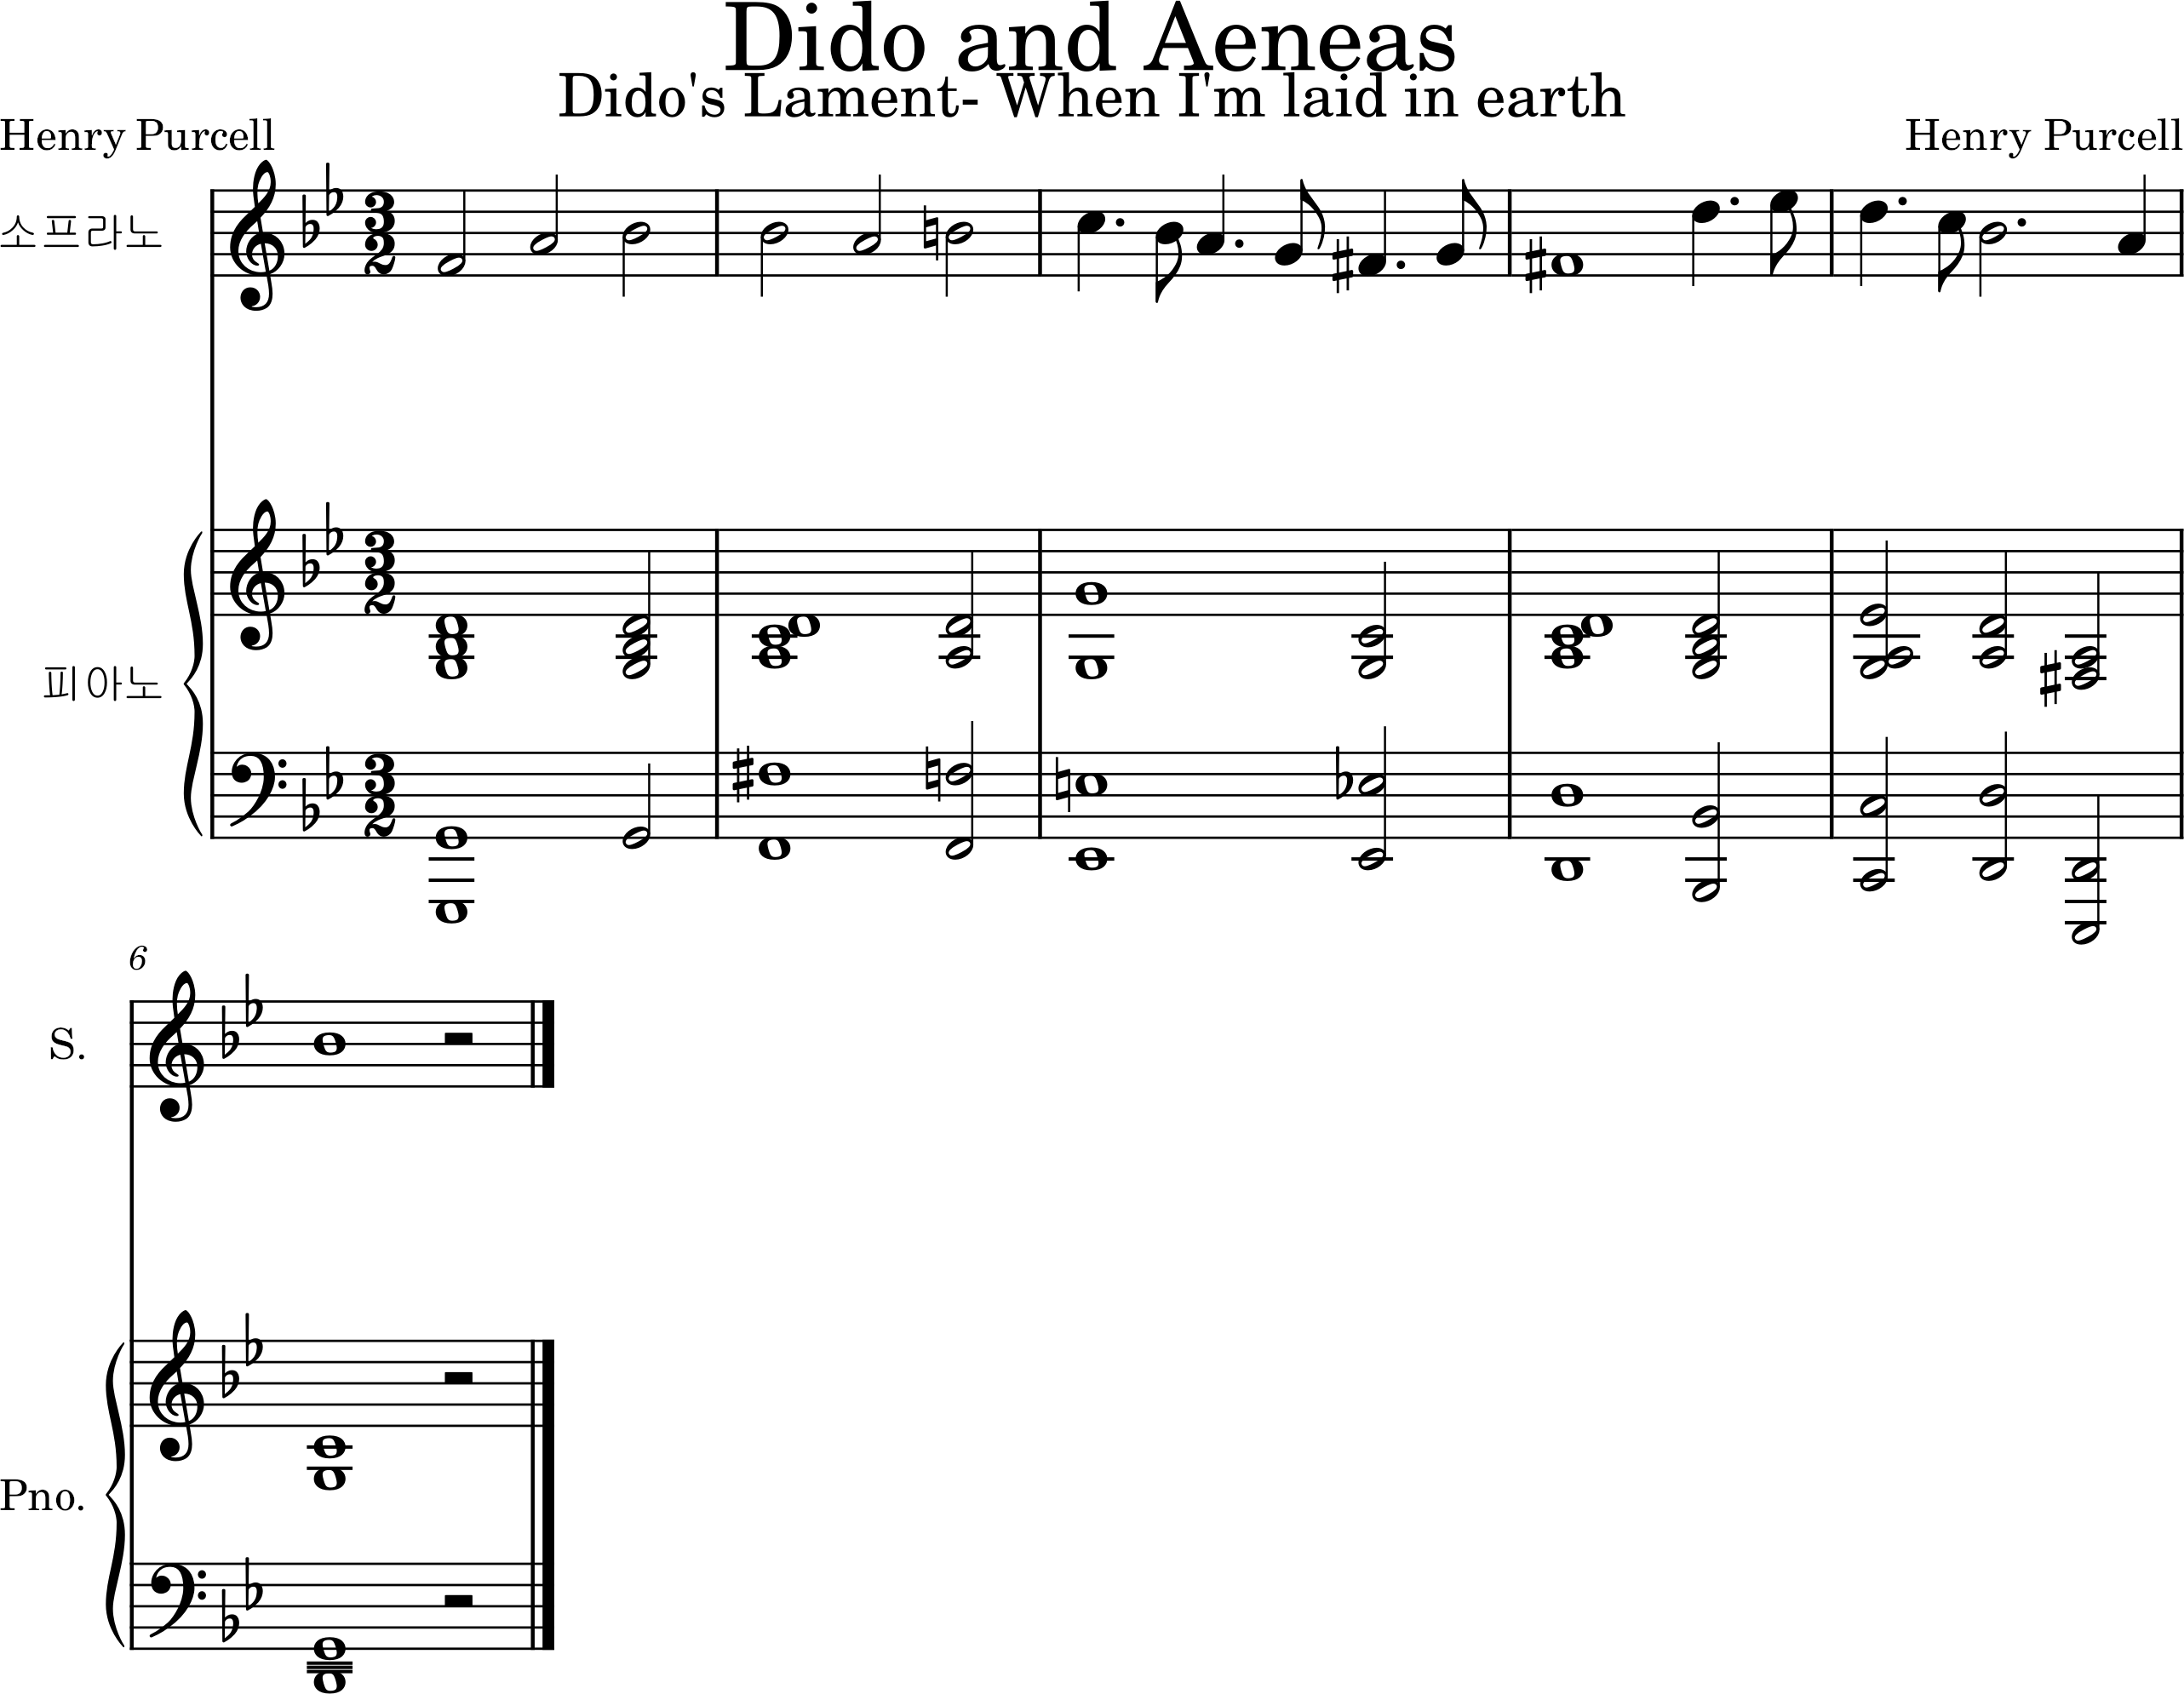 Dido and Aeneas
Dido's Lament- When I'm laid in earth
Henry Purcell
Henry Purcell
소프라노
피아노
6
S.
Pno.